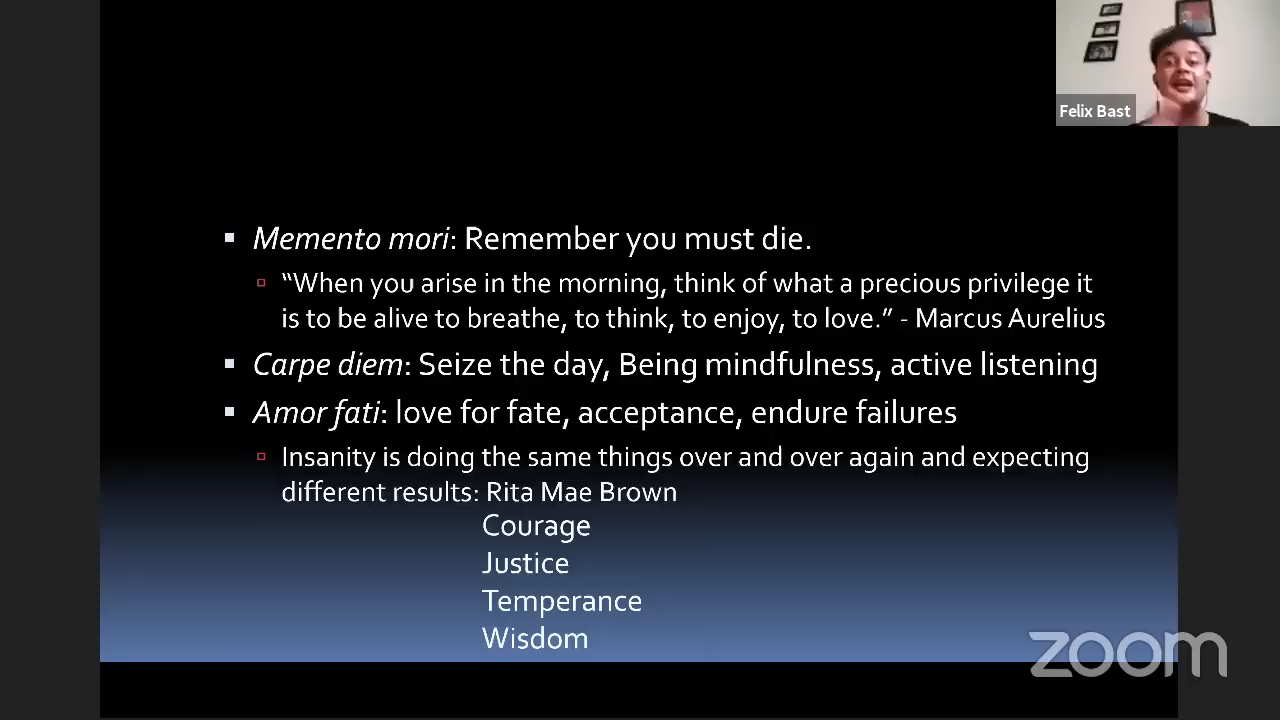 Felix Bast
Memento mori: Remember you must die.
“When you arise in the morning, think of what a precious privilege it
is to be alive to breathe, to think, to enjoy, to love.” - Marcus Aurelius
Carpe diem: Seize the day, Being mindfulness, active listening
Amor fati: love for fate, acceptance, endure failures
Insanity is doing the same things over and over again and expecting
different results: Rita Mae Brown
Courage
Justice
Temperance
Wisdom
zoom